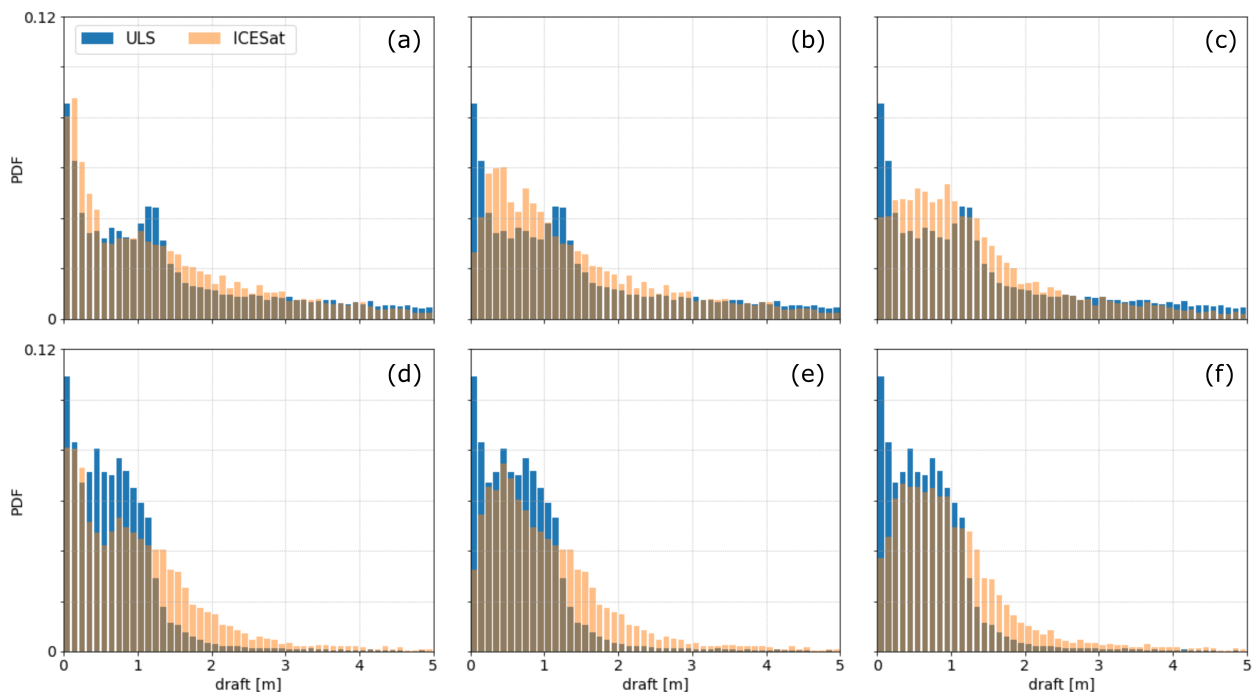 0.12
ULS
ICESat
(a)
(b)
(c)
PDF
0
0.12
(d)
(e)
(f)
PDF
0
0 1 2 3 4 5
0 1 2 3 4 5
0 1 2 3 4 5
draft [m]
draft [m]
draft [m]